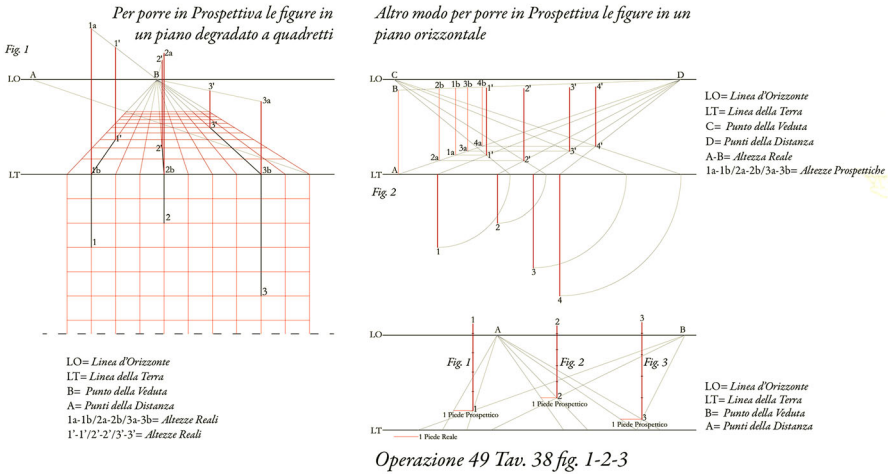 Per porre in Prospettiva le figure in
un piano degradato a quadretti
Fig. 1
1a
1'
2a
2'
LO
A
B
3'
3a
1'
2'
3'
LT
1b
2b
3b
2
1
3
LO= Linea d'Orizzonte
LT= Linea della Terra
B= Punto della Veduta
A= Punti della Distanza
1a-1b/2a-2b/3a-3b= Altezze Reali
1'-1'/2'-2'/3'-3'= Altezze Reali
Altro modo per porre in Prospettiva le figure in un
piano orizzontale
LO
C
D
B
2b
1b
3b
4b
1'
2'
3'
4'
2a
1a
3a
4a
1'
2'
3'
4'
LT
A
Fig. 2
1
2
3
4
LO= Linea d'Orizzonte
LT= Linea della Terra
C= Punto della Veduta
D= Punti della Distanza
A-B= Altezza Reale
1a-1b/2a-2b/3a-3b= Altezze Prospettiche
1
2
3
LO
A
B
Fig. 1
Fig. 2
Fig. 3
1
2
3
1 Piede Prospettico
1 Piede Prospettico
1 Piede Prospettico
LT
1 Piede Reale
LO= Linea d'Orizzonte
LT= Linea della Terra
B= Punto della Veduta
A= Punti della Distanza
Operazione 49 Tav. 38 fig. 1-2-3